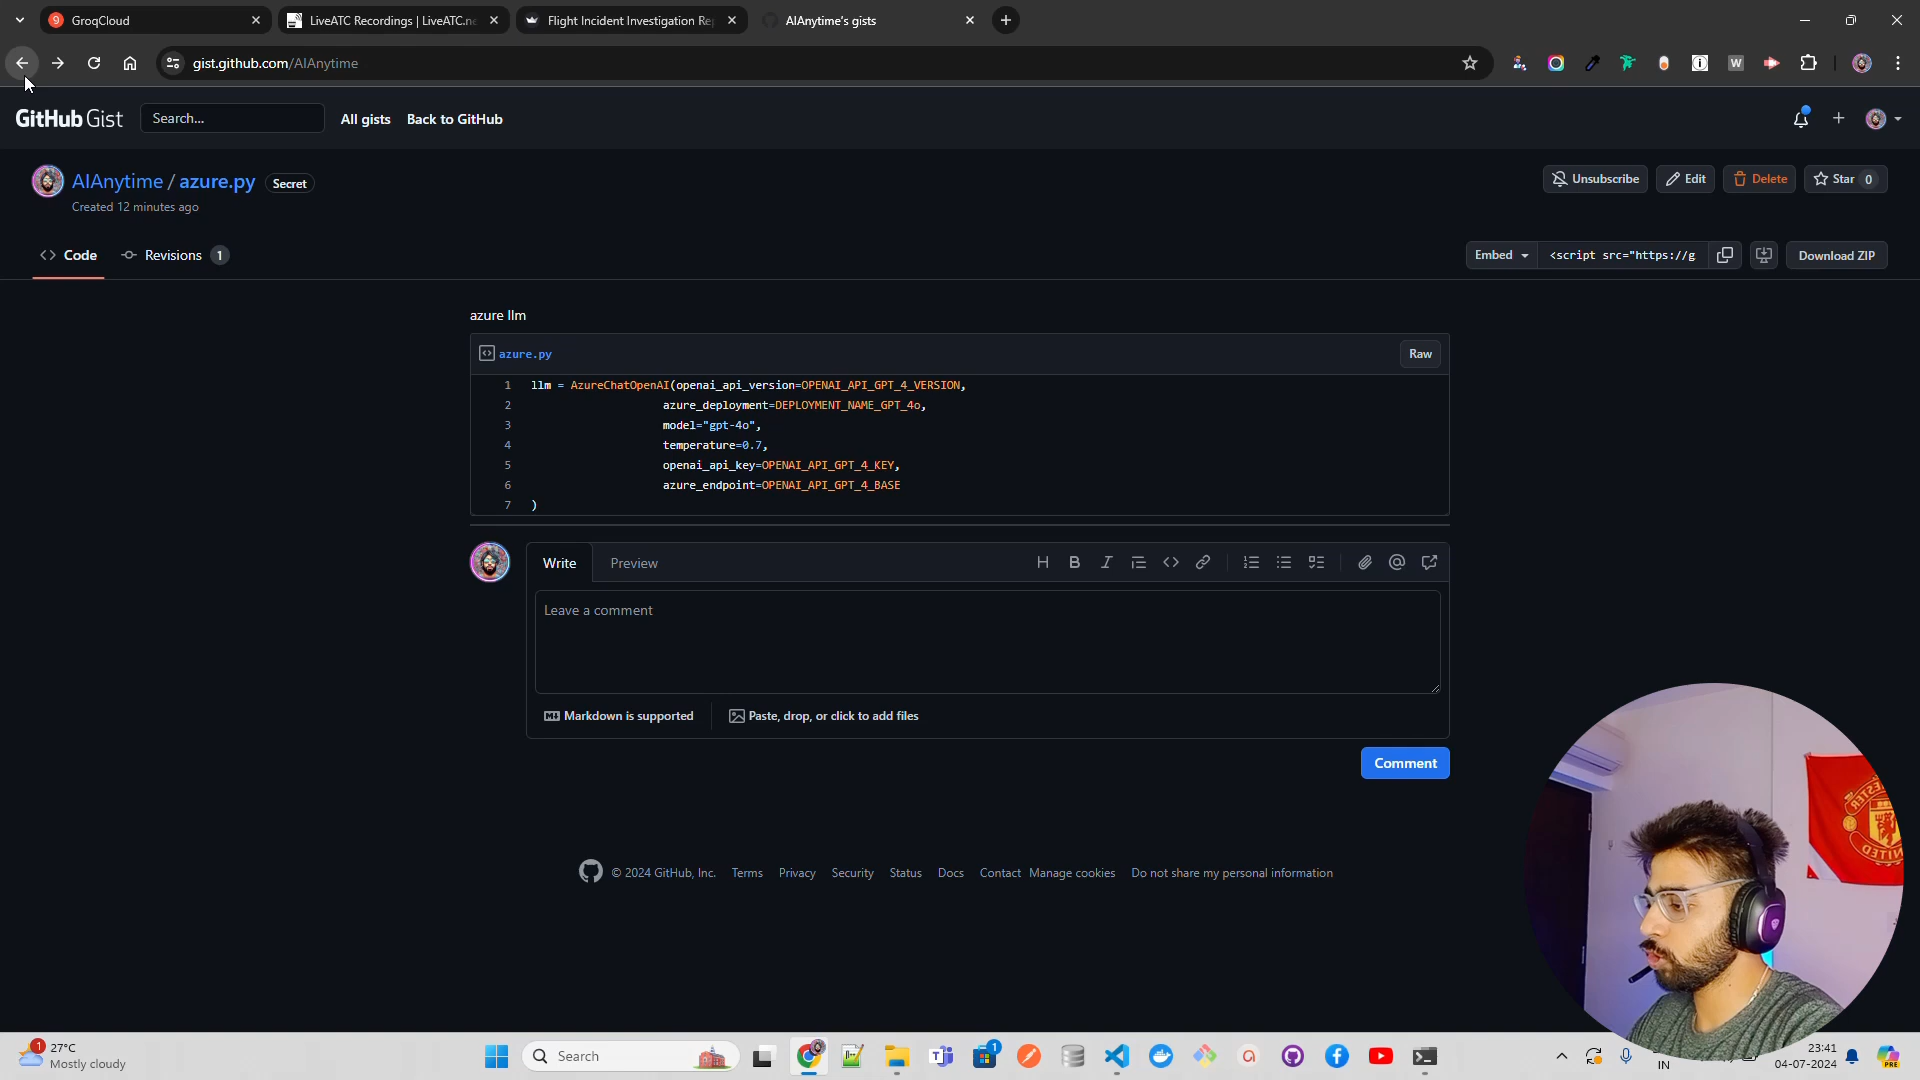 GroqCloud
LiveATC Recordings | LiveATC.ne
Flight Incident Investigation Re
AIAnytime's gists
gist.github.com/AIAnytime
GitHub Gist
Search...
All gists
Back to GitHub
AIAnytime / azure.py
Secret
Created 12 minutes ago
Unsubscribe
Edit
Delete
Star 0
Code
Revisions 1
Embed
<script src="https://g
Download ZIP
azure llm
azure.py
Raw
1 llm = AzureChatOpenAI(openai_api_version=OPENAI_API_GPT_4_VERSION,
2 azure_deployment=DEPLOYMENT_NAME_GPT_4o,
3 model="gpt-4o",
4 temperature=0.7,
5 openai_api_key=OPENAI_API_GPT_4_KEY,
6 azure_endpoint=OPENAI_API_GPT_4_BASE
7 )
Write
Preview
Leave a comment
Markdown is supported
Paste, drop, or click to add files
Comment
© 2024 GitHub, Inc.
Terms
Privacy
Security
Status
Docs
Contact
Manage cookies
Do not share my personal information
27°C
Mostly cloudy
Search
IN
23:41
04-07-2024